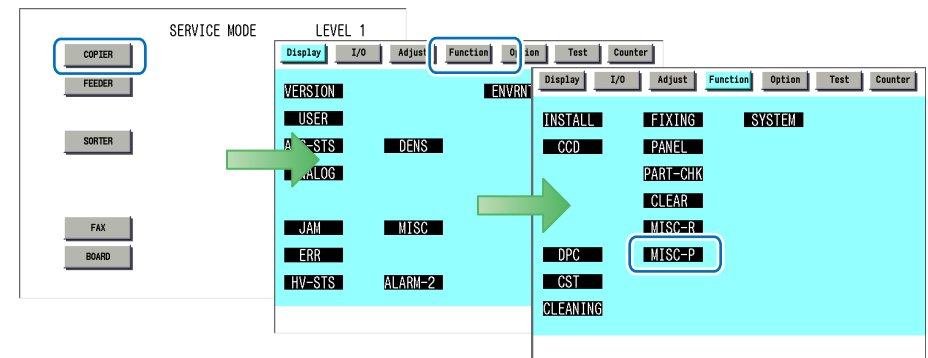 SERVICE MODE LEVEL 1
COPIER
FEEDER
SORTER
FAX
BOARD
Display I/O Adjust Function Option Test Counter
VERSION
USER
DENS
JAM MISC
ERR
HV-STS ALARM-2
Display I/O Adjust Function Option Test Counter
INSTALL FIXING SYSTEM
CCD PANEL
PART-CHK
CLEAR
MISC-R
DPC MISC-P
CST
CLEANING